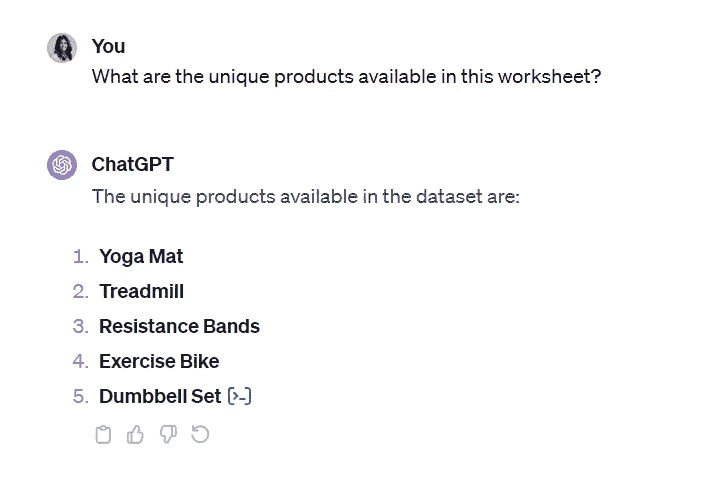 You
What are the unique products available in this worksheet?
ChatGPT
The unique products available in the dataset are:
1. Yoga Mat
2. Treadmill
3. Resistance Bands
4. Exercise Bike
5. Dumbbell Set [>-]